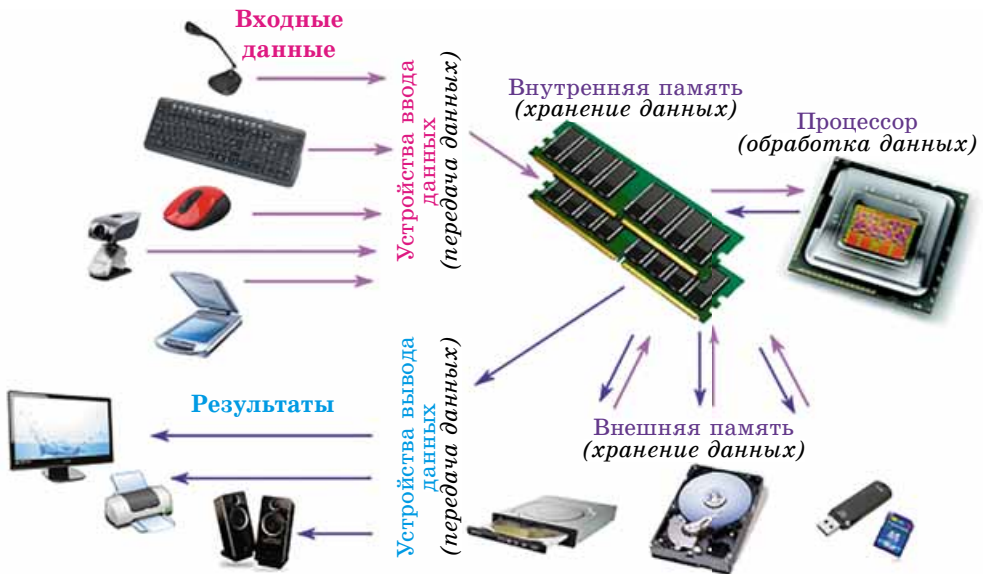 Входные
данные
Устройства ввода
данных
(передача данных)
Внутренняя память
(хранение данных)
Процессор
(обработка данных)
Результаты
Устройства вывода
данных
(передача данных)
Внешняя память
(хранение данных)